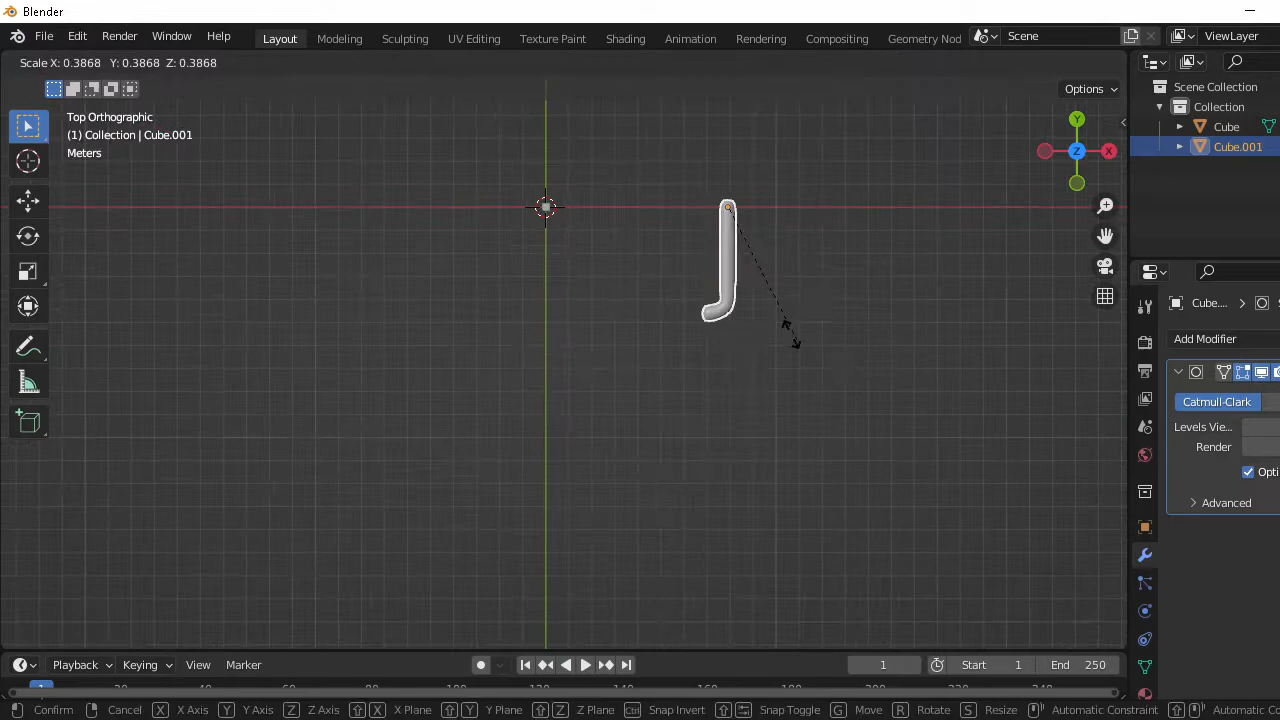 Blender
File Edit Render Window Help Layout Modeling Sculpting UV Editing Texture Paint Shading Animation Rendering Compositing Geometry Nod Scene ViewLayer
Scale X: 0.3868 Y: 0.3868 Z: 0.3868
Options
Top Orthographic
(1) Collection | Cube.001
Meters
Y
Z
X
Scene Collection
Collection
Cube
Cube.001
Cube....
Add Modifier
Catmull-Clark
Levels Vie...
Render
Opti
Advanced
Playback Keying View Marker 1 Start 1 End 250
1
Confirm Cancel X X Axis Y Y Axis Z Z Axis X X Plane Y Y Plane Z Z Plane Ctrl Snap Invert Snap Toggle G Move R Rotate S Resize Automatic Constraint Automatic Co